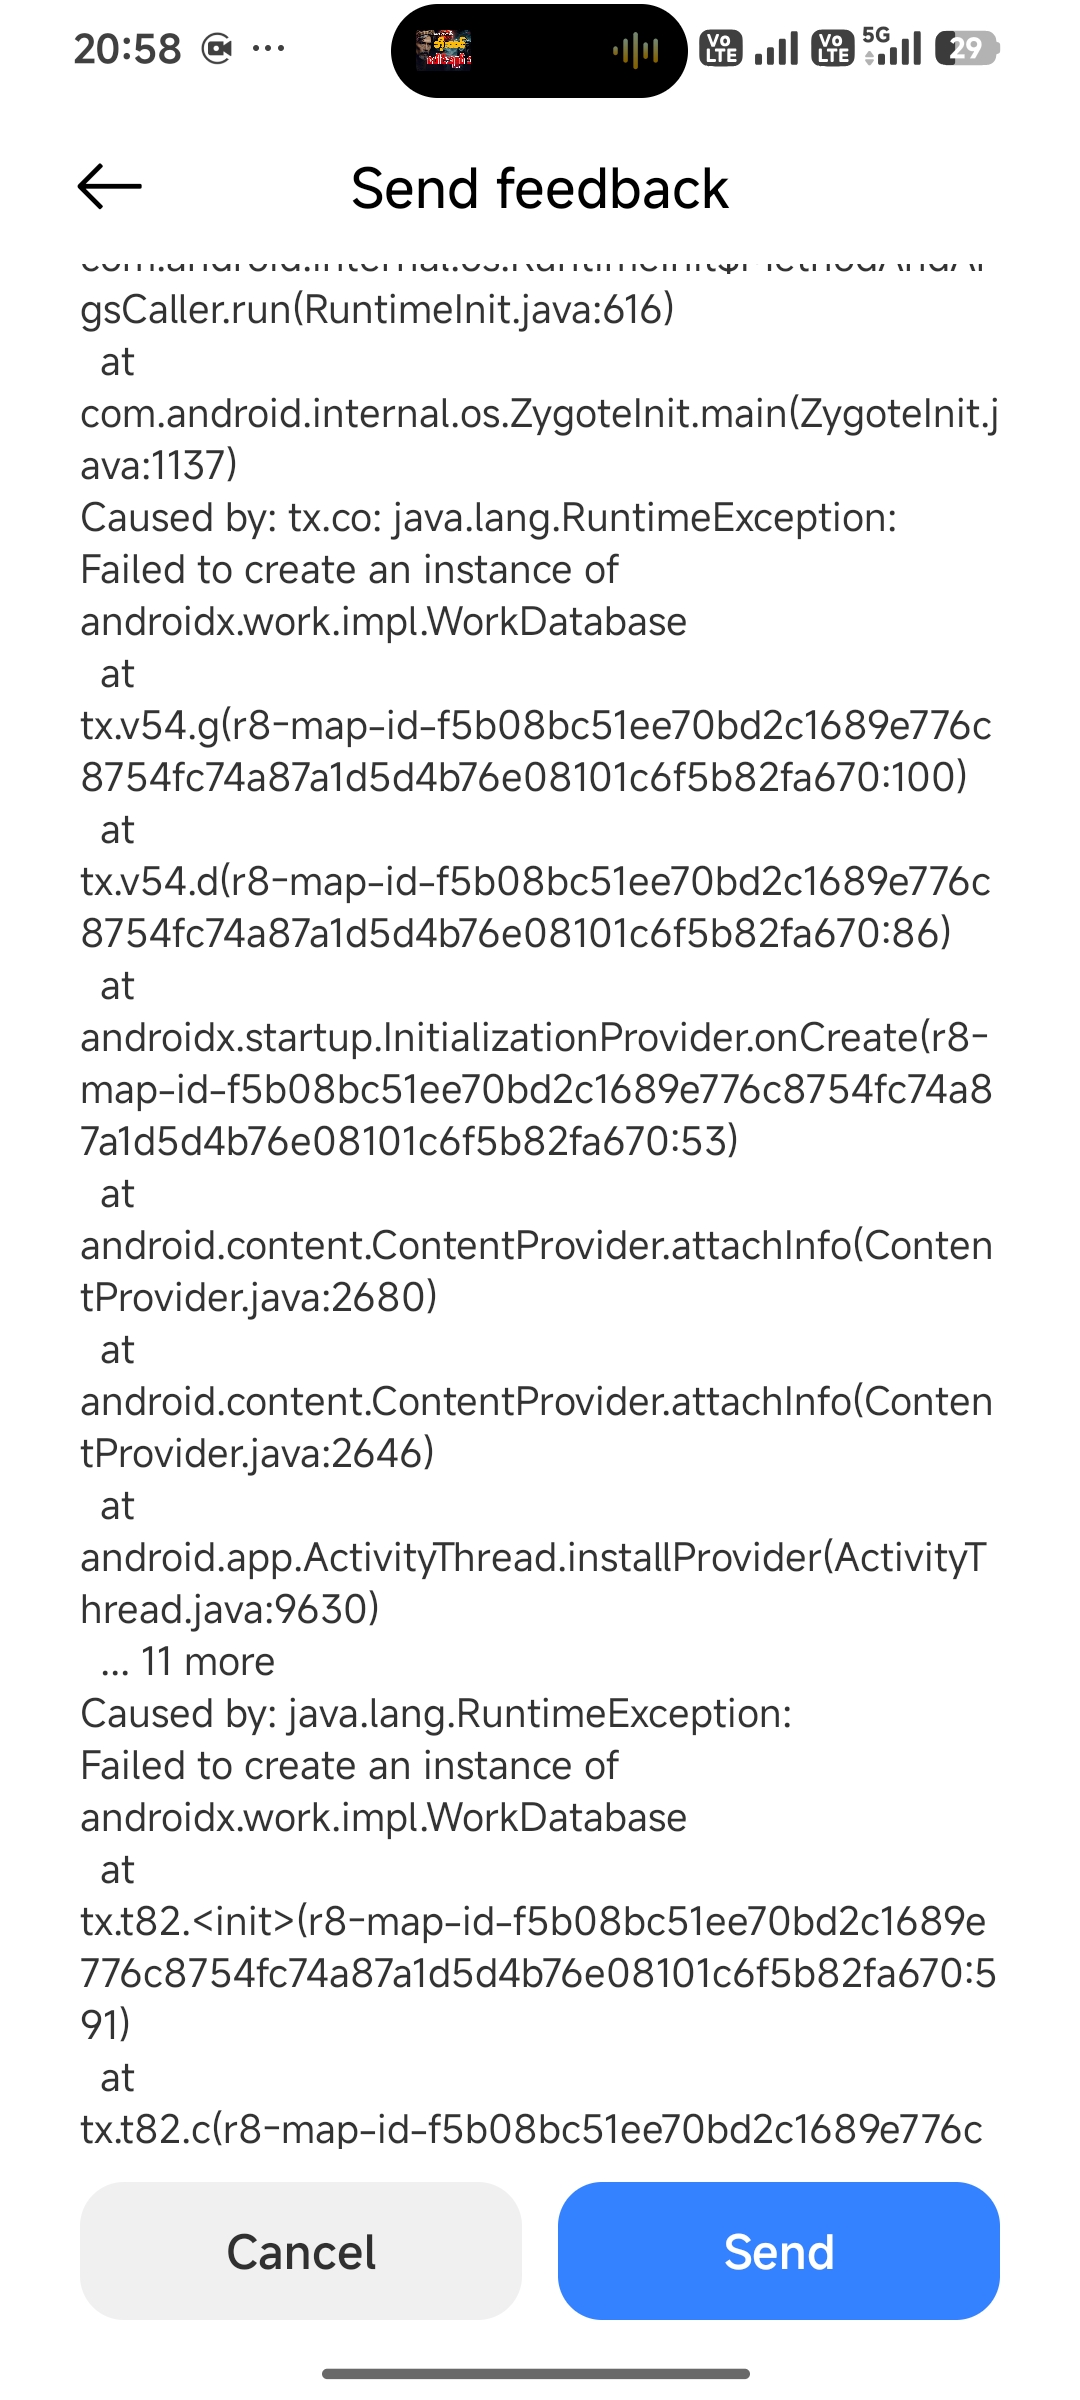 20:58
VoLTE VoLTE 5G 29
Send feedback
gsCaller.run(RuntimeInit.java:616)
at
com.android.internal.os.ZygoteInit.main(ZygoteInit.j
ava:1137)
Caused by: tx.co: java.lang.RuntimeException:
Failed to create an instance of
androidx.work.impl.WorkDatabase
at
tx.v54.g(r8-map-id-f5b08bc51ee70bd2c1689e776c
8754fc74a87a1d5d4b76e08101c6f5b82fa670:100)
at
tx.v54.d(r8-map-id-f5b08bc51ee70bd2c1689e776c
8754fc74a87a1d5d4b76e08101c6f5b82fa670:86)
at
androidx.startup.InitializationProvider.onCreate(r8-
map-id-f5b08bc51ee70bd2c1689e776c8754fc74a8
7a1d5d4b76e08101c6f5b82fa670:53)
at
android.content.ContentProvider.attachInfo(Conten
tProvider.java:2680)
at
android.content.ContentProvider.attachInfo(Conten
tProvider.java:2646)
at
android.app.ActivityThread.installProvider(ActivityT
hread.java:9630)
... 11 more
Caused by: java.lang.RuntimeException:
Failed to create an instance of
androidx.work.impl.WorkDatabase
at
tx.t82.<init>(r8-map-id-f5b08bc51ee70bd2c1689e
776c8754fc74a87a1d5d4b76e08101c6f5b82fa670:5
91)
at
tx.t82.c(r8-map-id-f5b08bc51ee70bd2c1689e776c
Cancel
Send